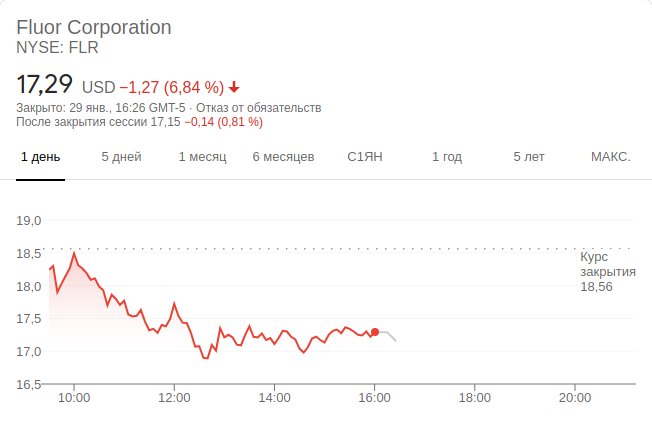 Fluor Corporation
NYSE: FLR
17,29 USD −1,27 (6,84 %)
Закрыто: 29 янв., 16:26 GMT-5 · Отказ от обязательств
После закрытия сессии 17,15 −0,14 (0,81 %)
1 день 5 дней 1 месяц 6 месяцев С1ЯН 1 год 5 лет МАКС.
19,0
18,5
Курс
закрытия
18,56
18,0
17,5
17,0
16,5
10:00 12:00 14:00 16:00 18:00 20:00